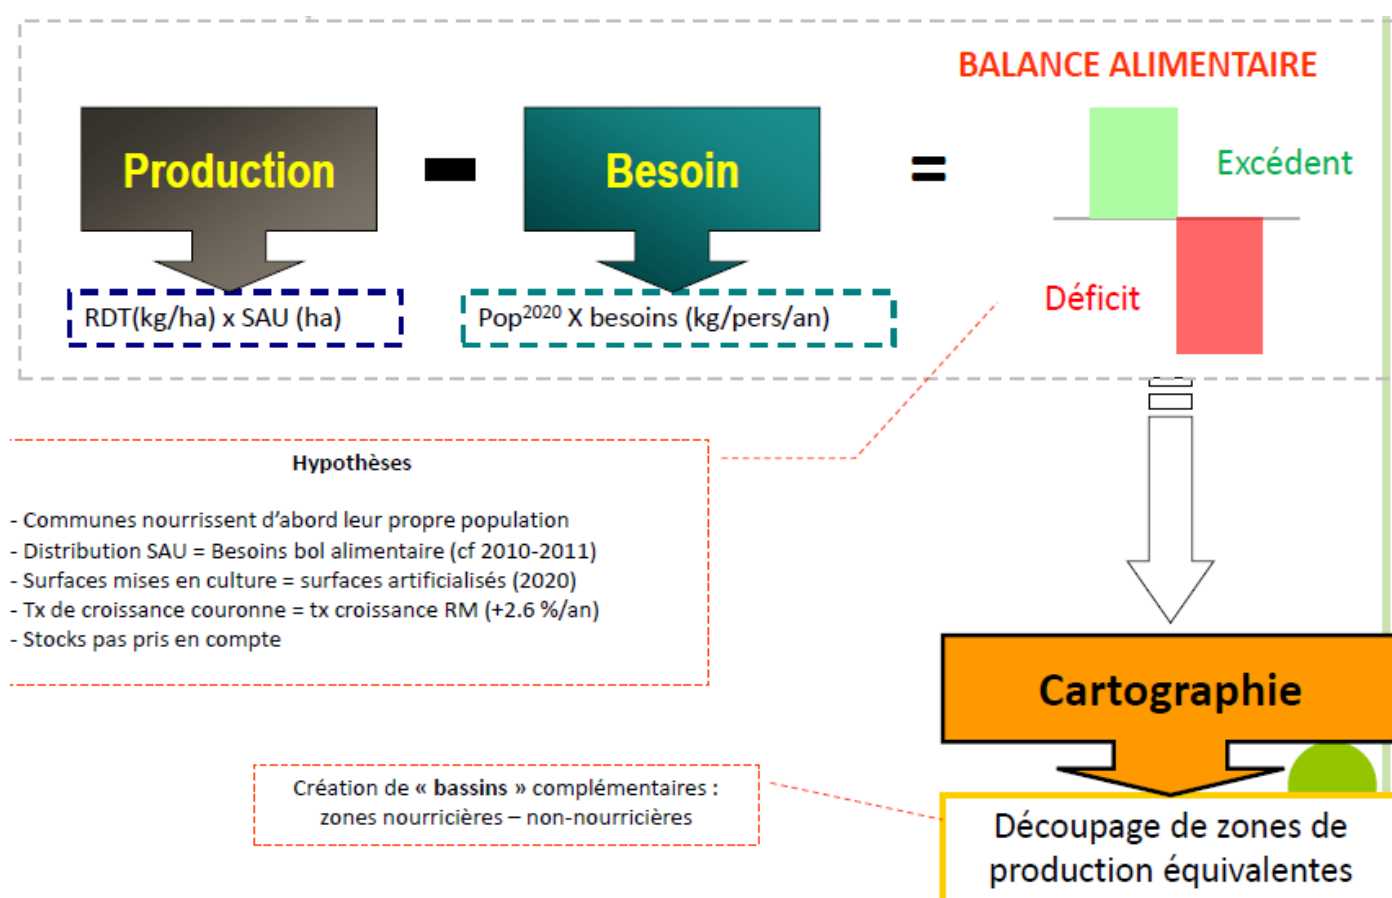 BALANCE ALIMENTAIRE
Production
-
Besoin
=
Excédent
Déficit
RDT(kg/ha) x SAU (ha)
Pop²⁰²⁰ X besoins (kg/pers/an)
Hypothèses
- Communes nourrissent d'abord leur propre population
- Distribution SAU = Besoins bol alimentaire (cf 2010-2011)
- Surfaces mises en culture = surfaces artificialisés (2020)
- Tx de croissance couronne = tx croissance RM (+2.6 %/an)
- Stocks pas pris en compte
Cartographie
Création de « bassins » complémentaires :
zones nourricières – non-nourricières
Découpage de zones de
production équivalentes